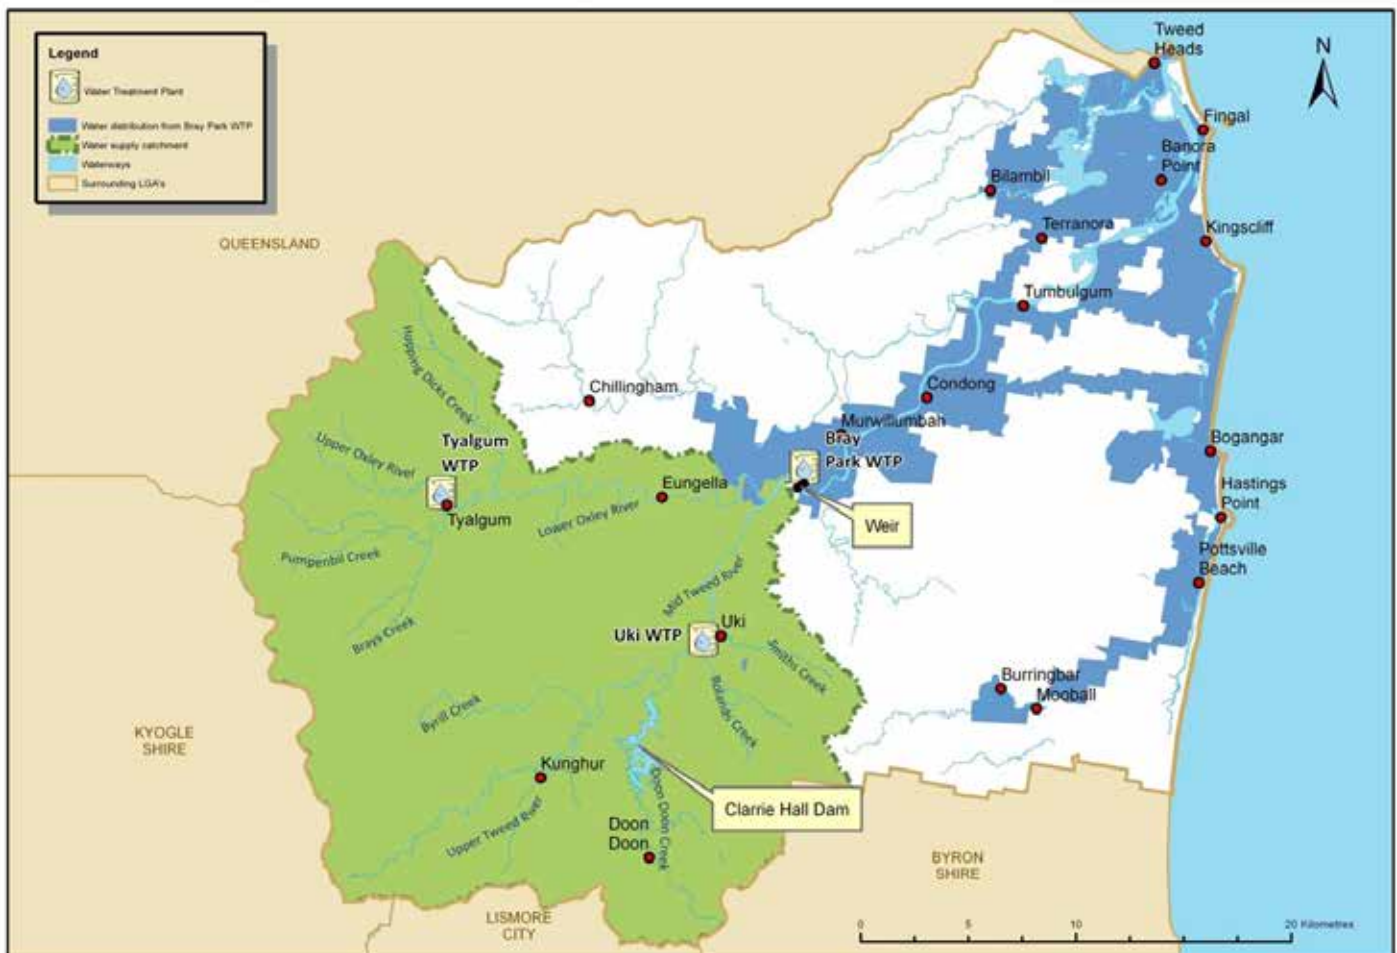 Legend
Water Treatment Plant
Water distribution from Bray Park WTP
Water supply catchment
Waterways
Surrounding LGA's
N
Tweed
Heads
Fingal
Banora
Point
Bilambil
Terranora
Kingscliff
QUEENSLAND
Tumbulgum
Hopping Dicks Creek
Chillingham
Condong
Murwillumbah
Bray
Park WTP
Bogangar
Upper Oxley River
Tyalgum
WTP
Eungella
Hastings
Point
Tyalgum
Lower Oxley River
Weir
Pumpenbil Creek
Pottsville
Beach
Mid Tweed River
Brays Creek
Uki WTP
Uki
Smiths Creek
Burringbar
Mooball
Rolands Creek
Byrill Creek
KYOGLE
SHIRE
Kunghur
Doon Doon Creek
Clarrie Hall Dam
Upper Tweed River
Doon
Doon
BYRON
SHIRE
LISMORE
CITY
0 5 10 20 Kilometres